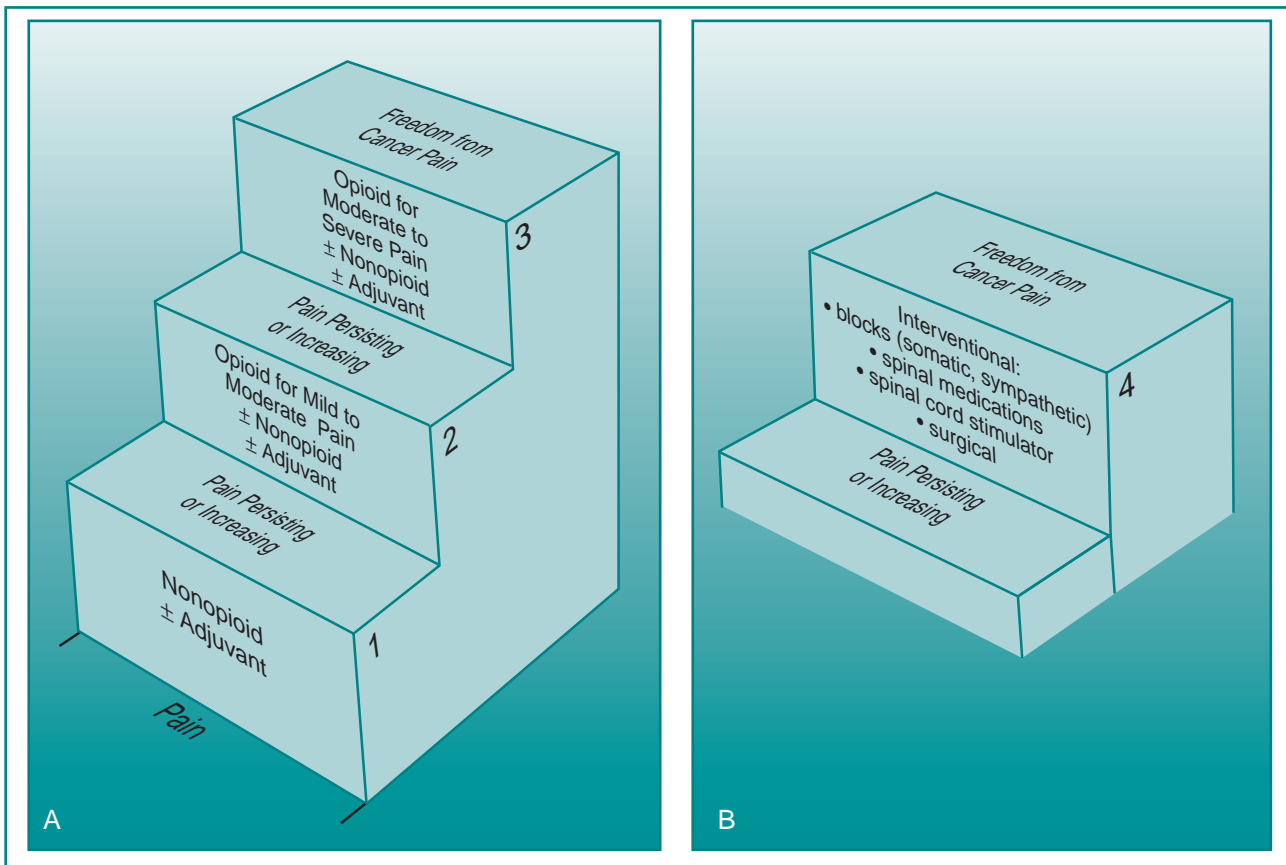 Freedom from
Cancer Pain
Opioid for
Moderate to
Severe Pain
± Nonopioid
± Adjuvant
3
Pain Persisting
or Increasing
Opioid for Mild to
Moderate Pain
± Nonopioid
± Adjuvant
2
Pain Persisting
or Increasing
Nonopioid
± Adjuvant
1
Pain
A
Freedom from
Cancer Pain
Interventional:
• blocks (somatic, sympathetic)
• spinal medications
• spinal cord stimulator
• surgical
4
Pain Persisting
or Increasing
B